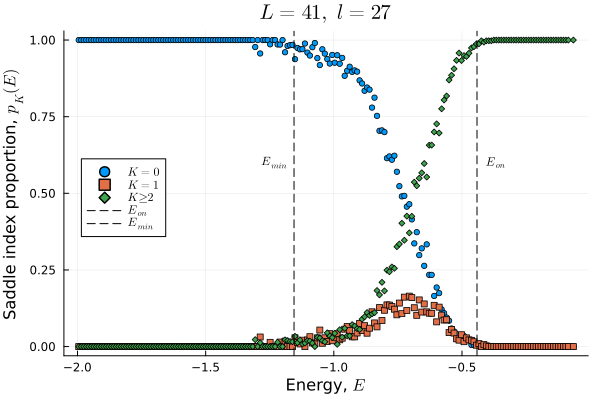 L = 41, l = 27
Saddle index proportion, p_K(E)
1.00
0.75
0.50
0.25
0.00
E_min
E_on
K = 0
K = 1
K≥2
E_on
E_min
−2.0 −1.5 −1.0 −0.5
Energy, E